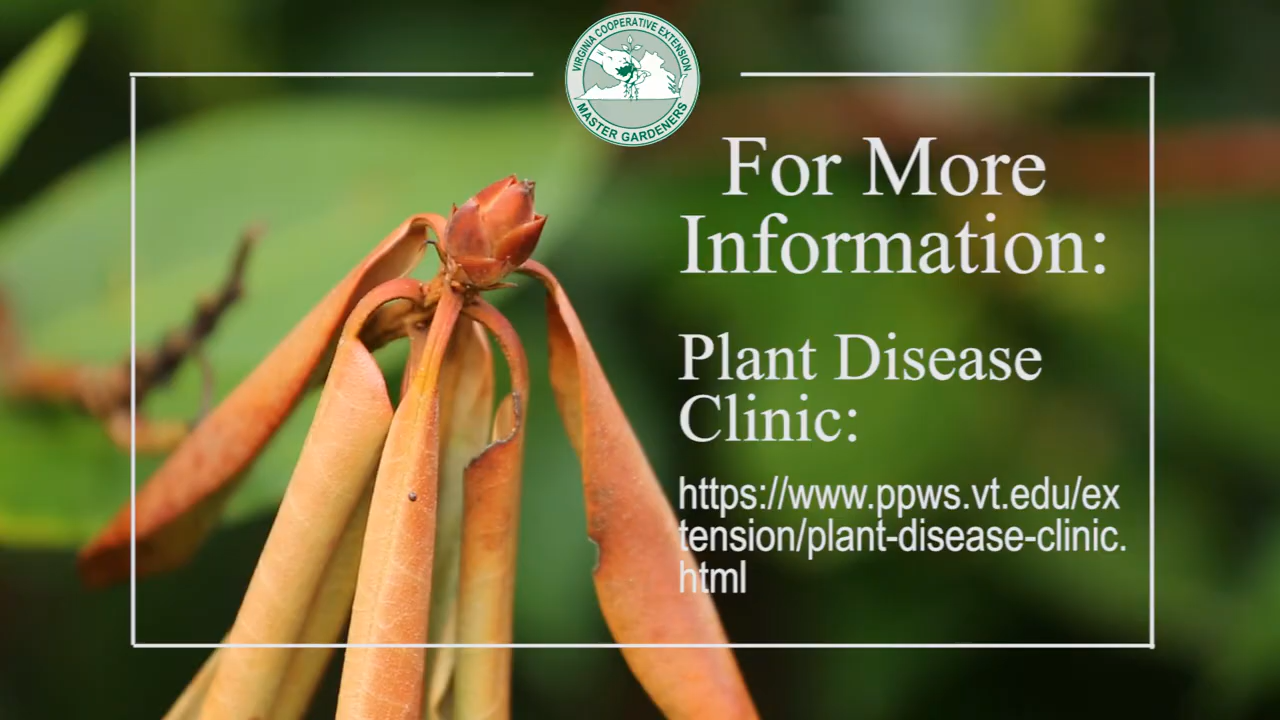 VIRGINIA COOPERATIVE EXTENSION
MASTER GARDENERS
For More
Information:
Plant Disease
Clinic:
https://www.ppws.vt.edu/ex
tension/plant-disease-clinic.
html